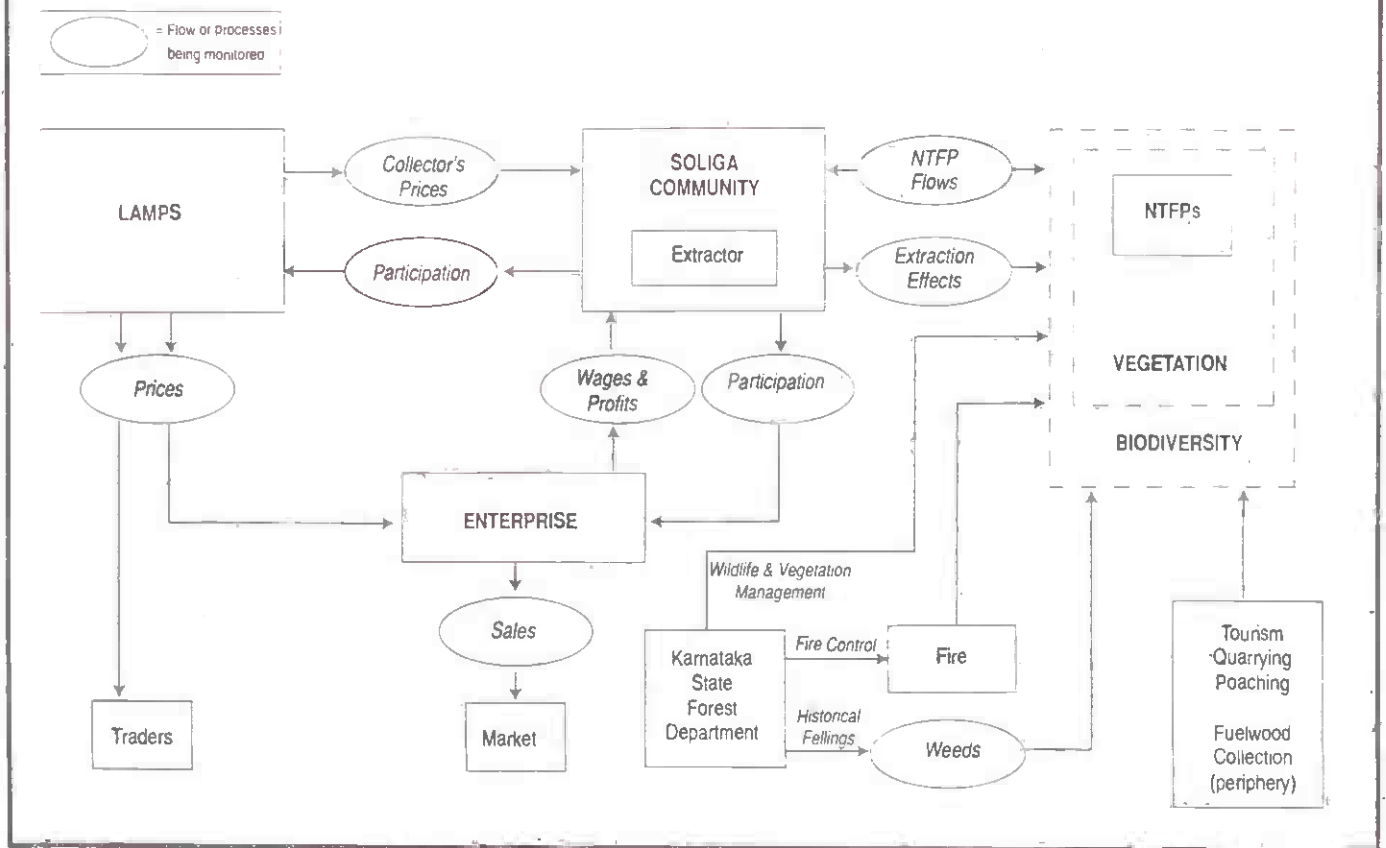 = Flow or processes
being monitored
LAMPS
Collector's
Prices
SOLIGA
COMMUNITY
Extractor
NTFP
Flows
NTFPs
Participation
Extraction
Effects
Prices
Wages &
Profits
Participation
VEGETATION
BIODIVERSITY
ENTERPRISE
Wildlife & Vegetation
Management
Sales
Karnataka
State
Forest
Department
Fire Control
Fire
Historical
Fellings
Weeds
Traders
Market
Tourism
Quarrying
Poaching
Fuelwood
Collection
(periphery)